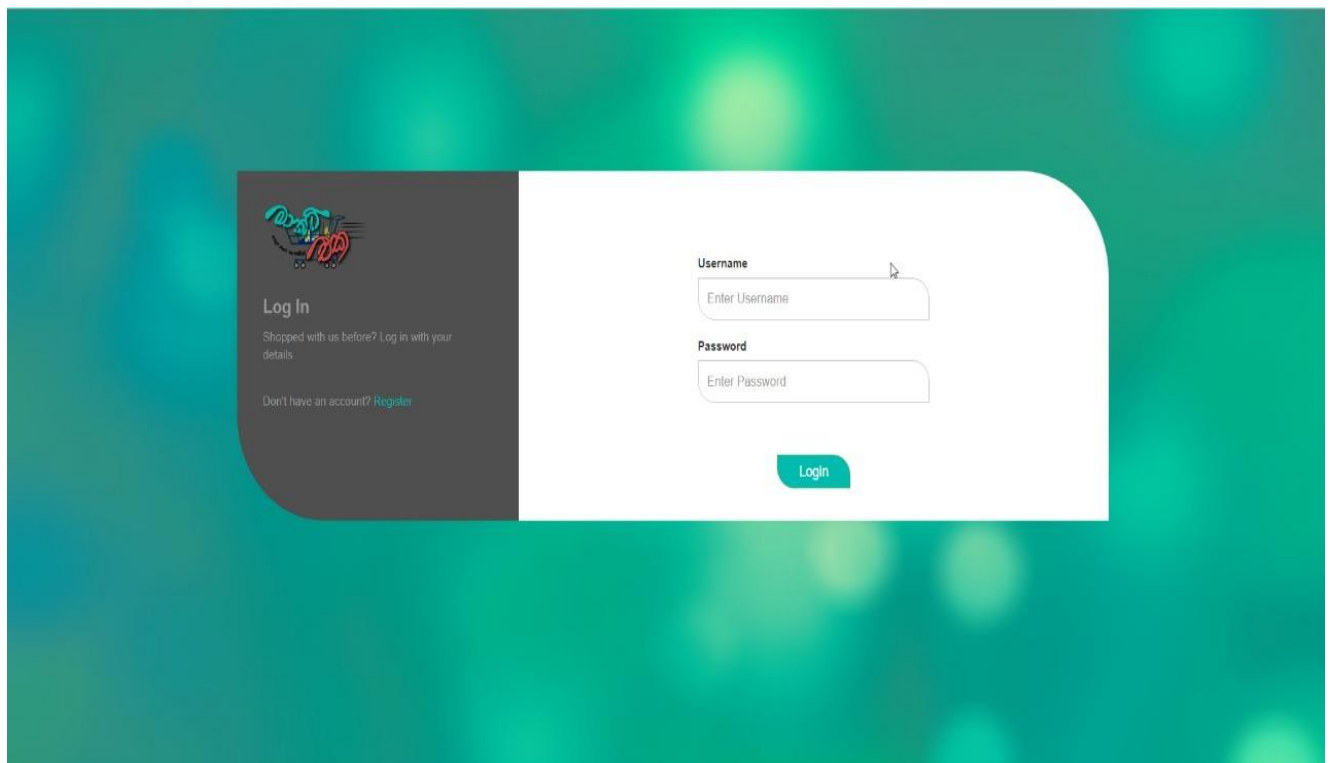 Log In
Shopped with us before? Log in with your
details
Don't have an account? Register
Username
Enter Username
Password
Enter Password
Login